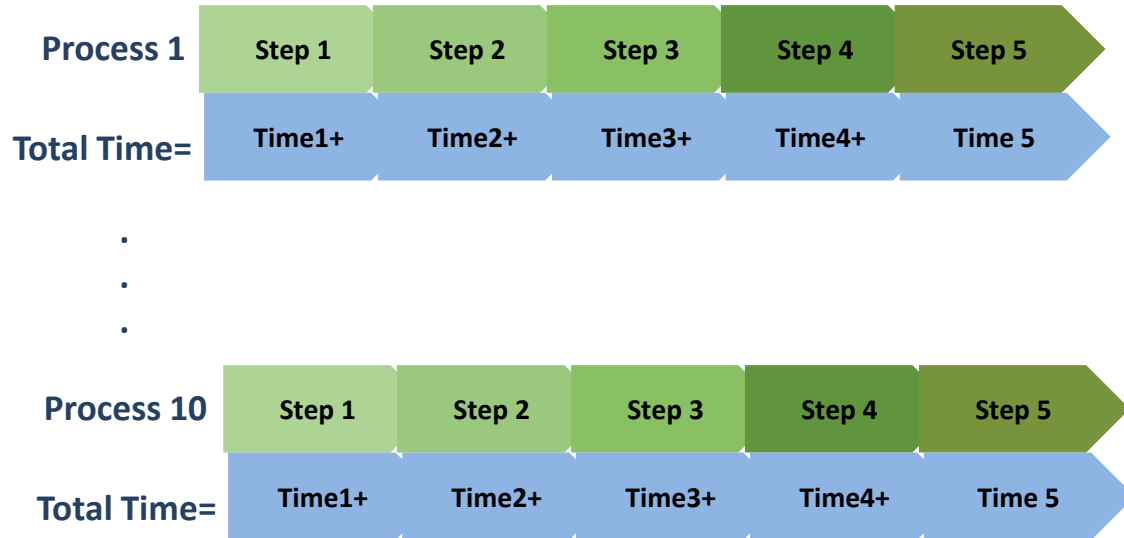 Process 1 Step 1 Step 2 Step 3 Step 4 Step 5
Total Time= Time1+ Time2+ Time3+ Time4+ Time 5
.
.
.
Process 10 Step 1 Step 2 Step 3 Step 4 Step 5
Total Time= Time1+ Time2+ Time3+ Time4+ Time 5